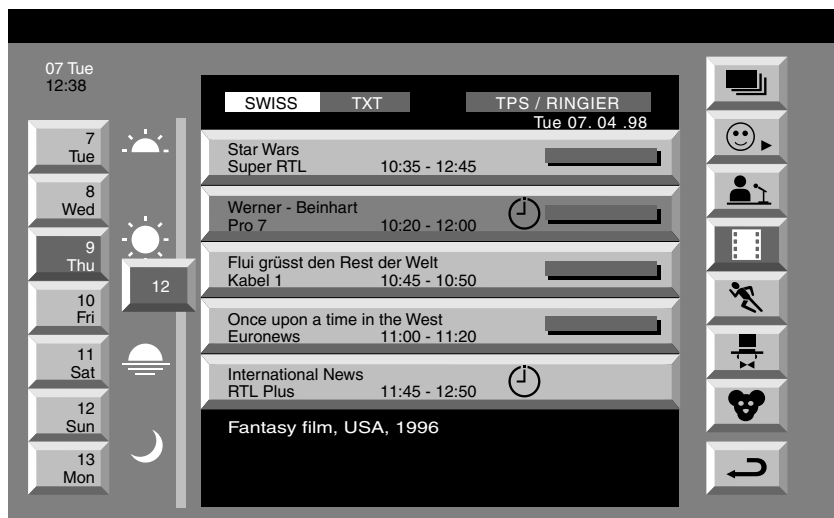 07 Tue
12:38
SWISS TXT TPS / RINGIER
Tue 07. 04 .98
7
Tue
8
Wed
9
Thu
10
Fri
11
Sat
12
Sun
13
Mon
12
Star Wars
Super RTL 10:35 - 12:45
Werner - Beinhart
Pro 7 10:20 - 12:00
Flui grüsst den Rest der Welt
Kabel 1 10:45 - 10:50
Once upon a time in the West
Euronews 11:00 - 11:20
International News
RTL Plus 11:45 - 12:50
Fantasy film, USA, 1996